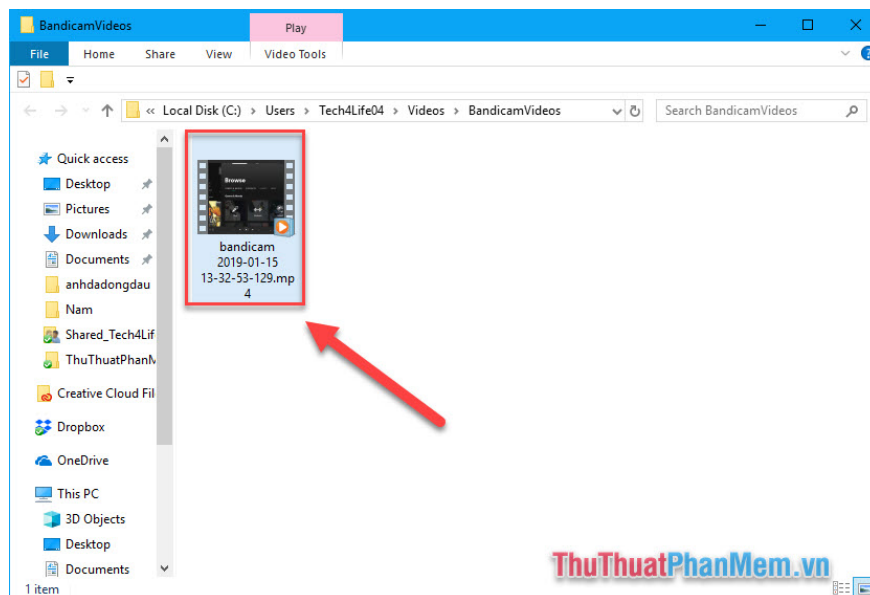 BandicamVideos
Play
File Home Share View Video Tools
« Local Disk (C:) > Users > Tech4Life04 > Videos > BandicamVideos
Search BandicamVideos
Quick access
Desktop
Pictures
Downloads
Documents
anhdadongdau
Nam
Shared_Tech4Lif
ThuThuatPhanM
Creative Cloud Fil
Dropbox
OneDrive
This PC
3D Objects
Desktop
Documents
Browse
bandicam
2019-01-15
13-32-53-129.mp
4
ThuThuatPhanMem.vn
1 item